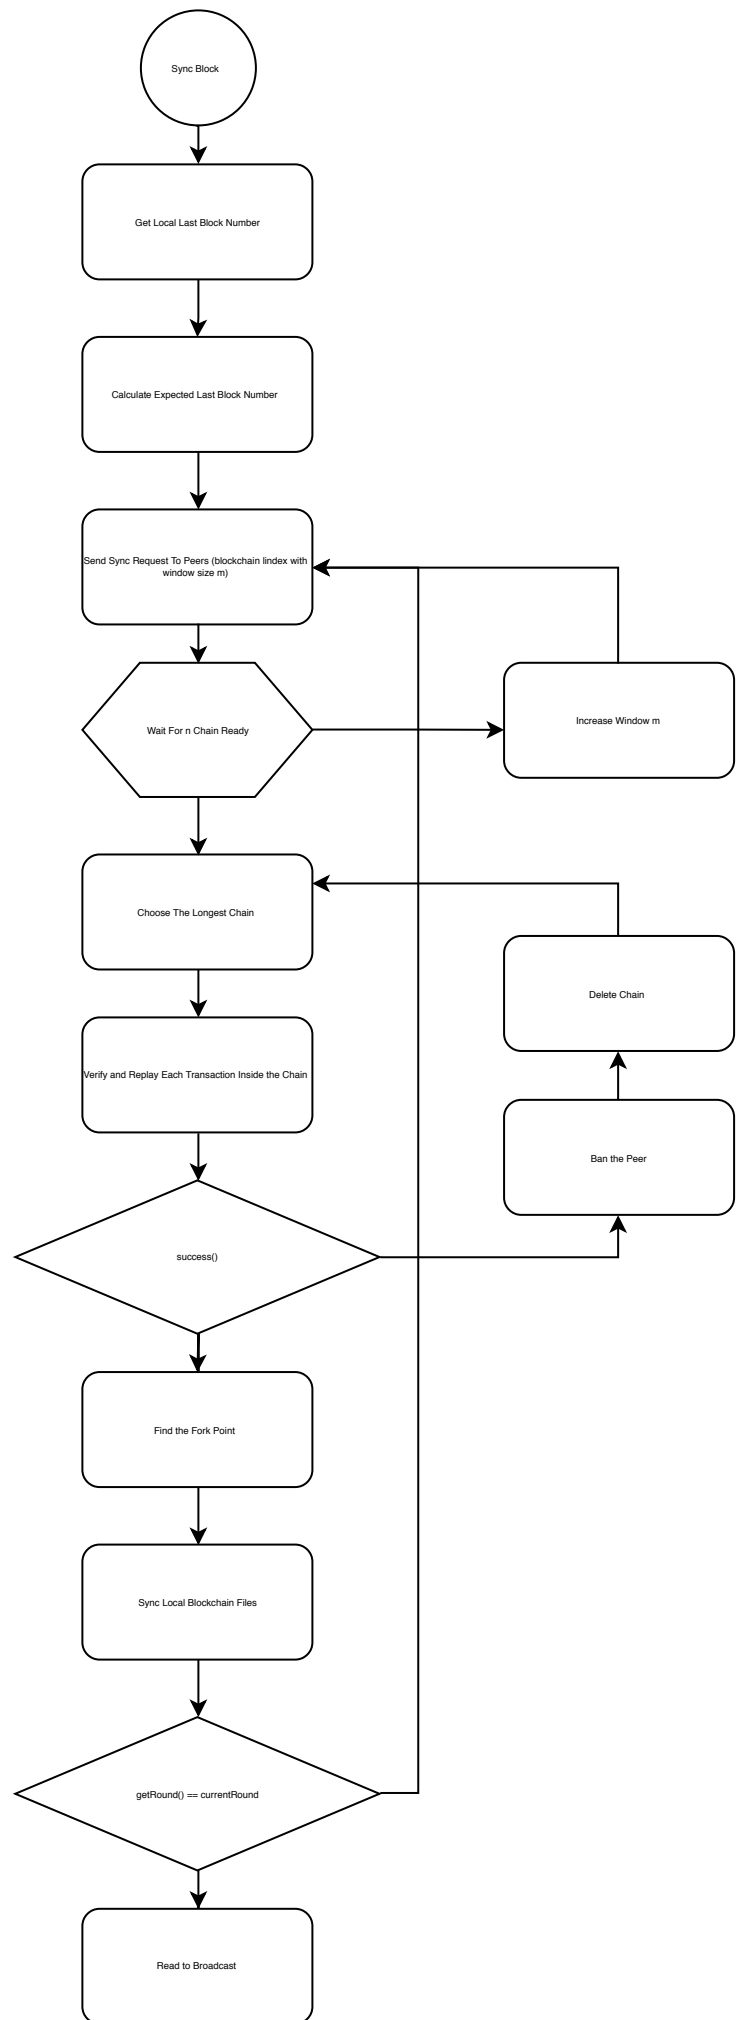 Sync Block
Get Local Last Block Number
Calculate Expected Last Block Number
Send Sync Request To Peers (blockchain lindex with
window size m)
Wait For n Chain Ready
Increase Window m
Choose The Longest Chain
Delete Chain
Verify and Replay Each Transaction Inside the Chain
Ban the Peer
success()
Find the Fork Point
Sync Local Blockchain Files
getRound() == currentRound
Read to Broadcast